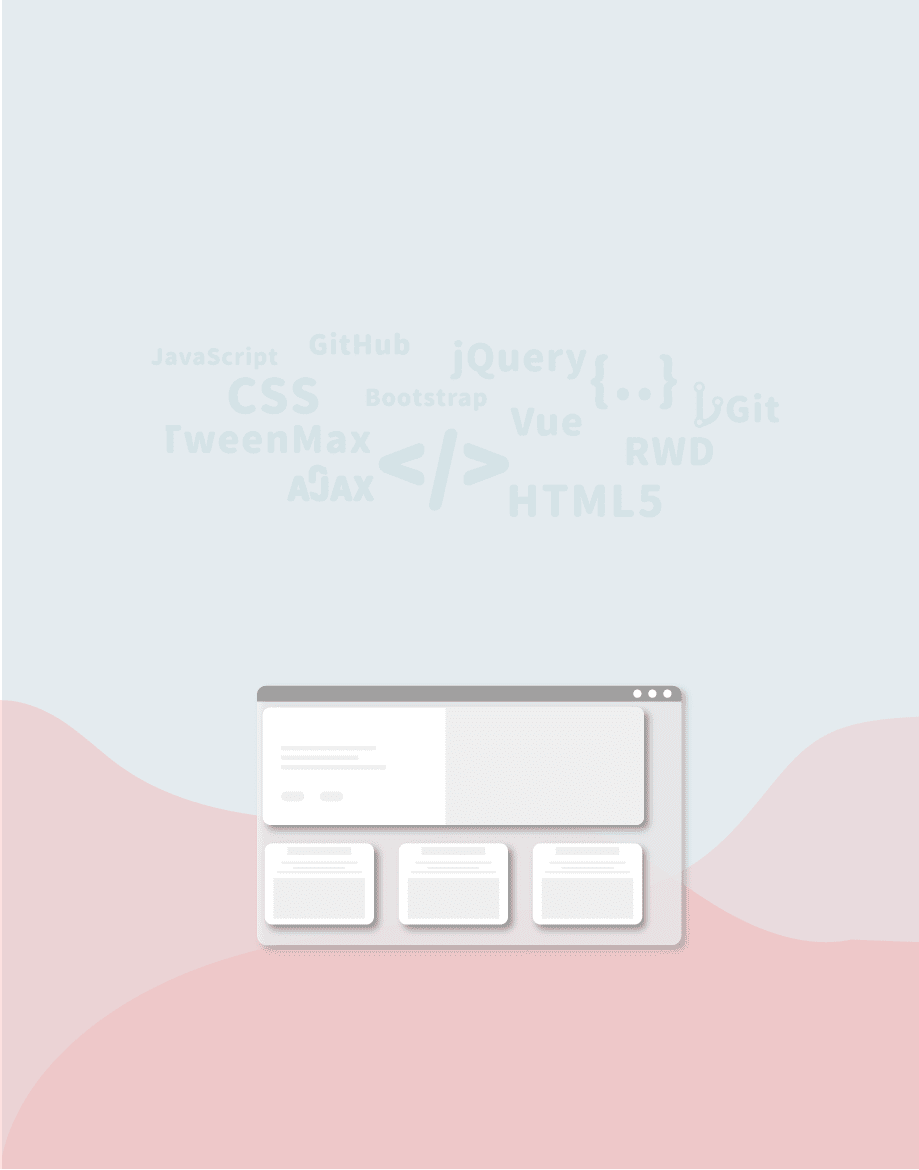 JavaScript
GitHub
jQuery
{..}
CSS
Bootstrap
Vue
Git
TweenMax
</>
RWD
AJAX
HTML5